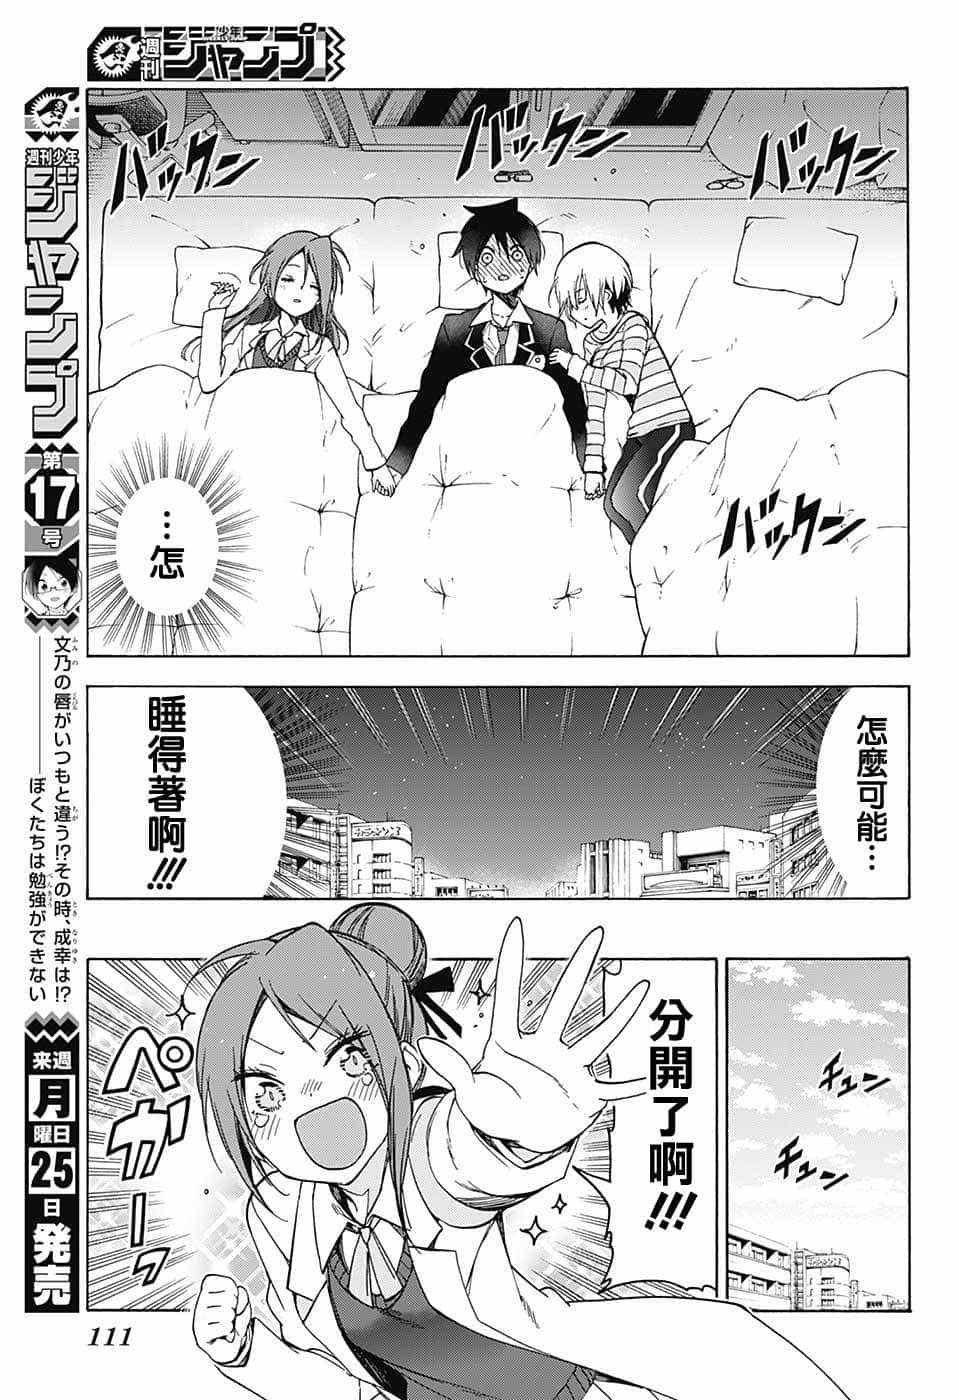 週刊少年ジャンプ
バックン
バックン
バックン
バックン
…怎
怎麼可能…
睡得著啊!!!
チュン
チュン
分開了啊!!!
ペカーっ
週刊少年ジャンプ
第17号
文乃の唇がいつもと違う!?その時、成幸は!?
――ぼくたちは勉強ができない
来週月曜日25日発売
111